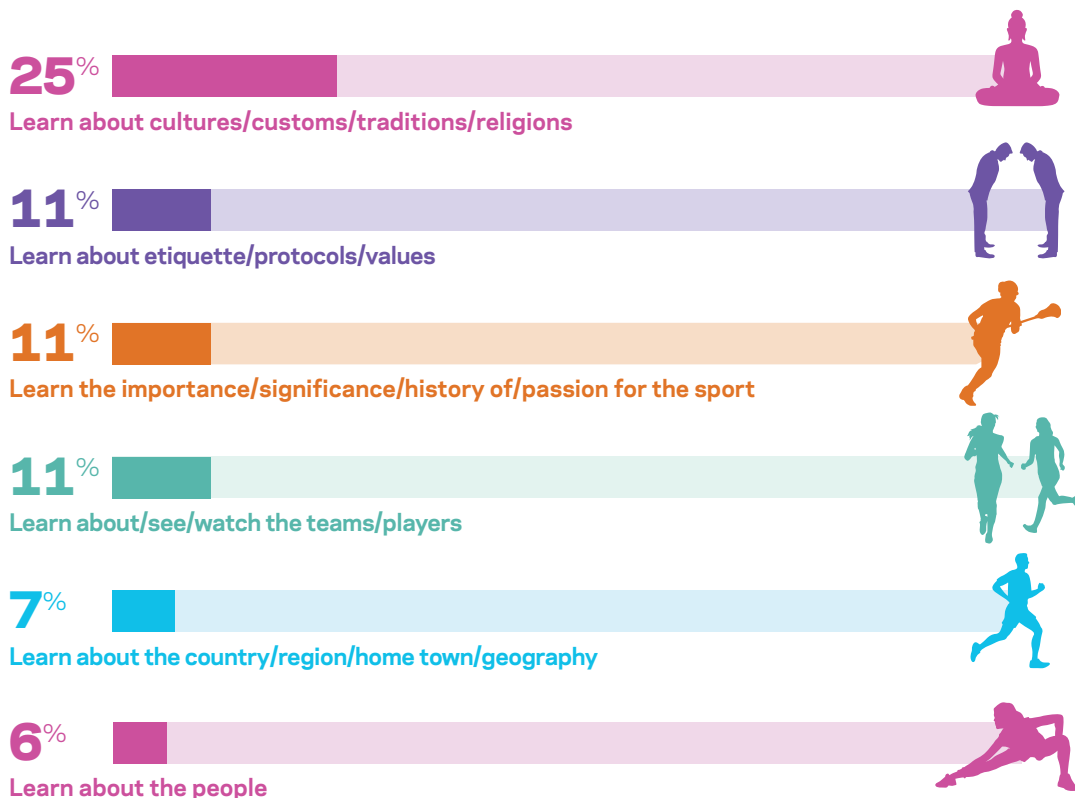 25%
Learn about cultures/customs/traditions/religions
11%
Learn about etiquette/protocols/values
11%
Learn the importance/significance/history of/passion for the sport
11%
Learn about/see/watch the teams/players
7%
Learn about the country/region/home town/geography
6%
Learn about the people